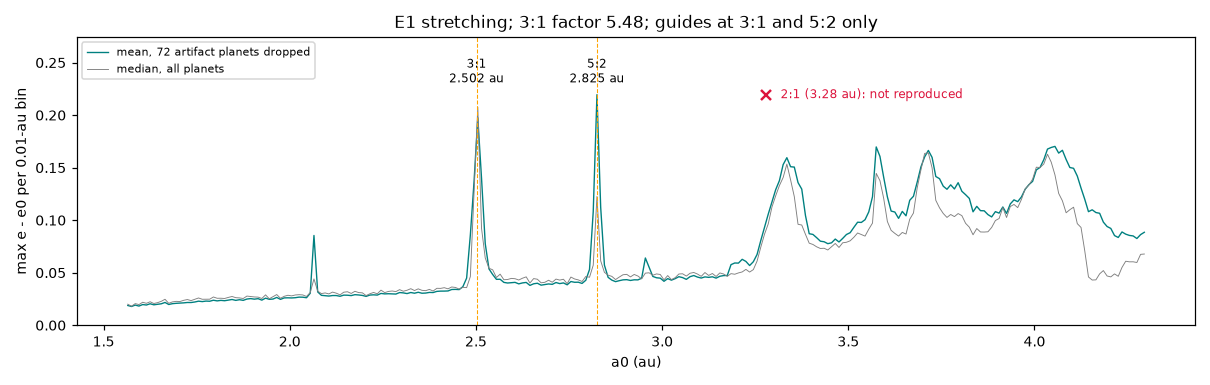 E1 stretching; 3:1 factor 5.48; guides at 3:1 and 5:2 only
mean, 72 artifact planets dropped
median, all planets
3:1
2.502 au
5:2
2.825 au
2:1 (3.28 au): not reproduced
max e - e0 per 0.01-au bin
0.25
0.20
0.15
0.10
0.05
0.00
1.5
2.0
2.5
3.0
3.5
4.0
a0 (au)